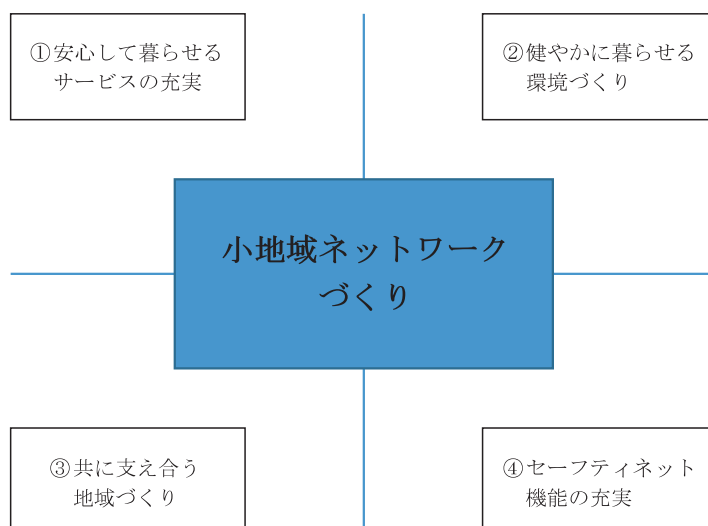 ①安心して暮らせる
サービスの充実
②健やかに暮らせる
環境づくり
小地域ネットワーク
づくり
③共に支え合う
地域づくり
④セーフティネット
機能の充実